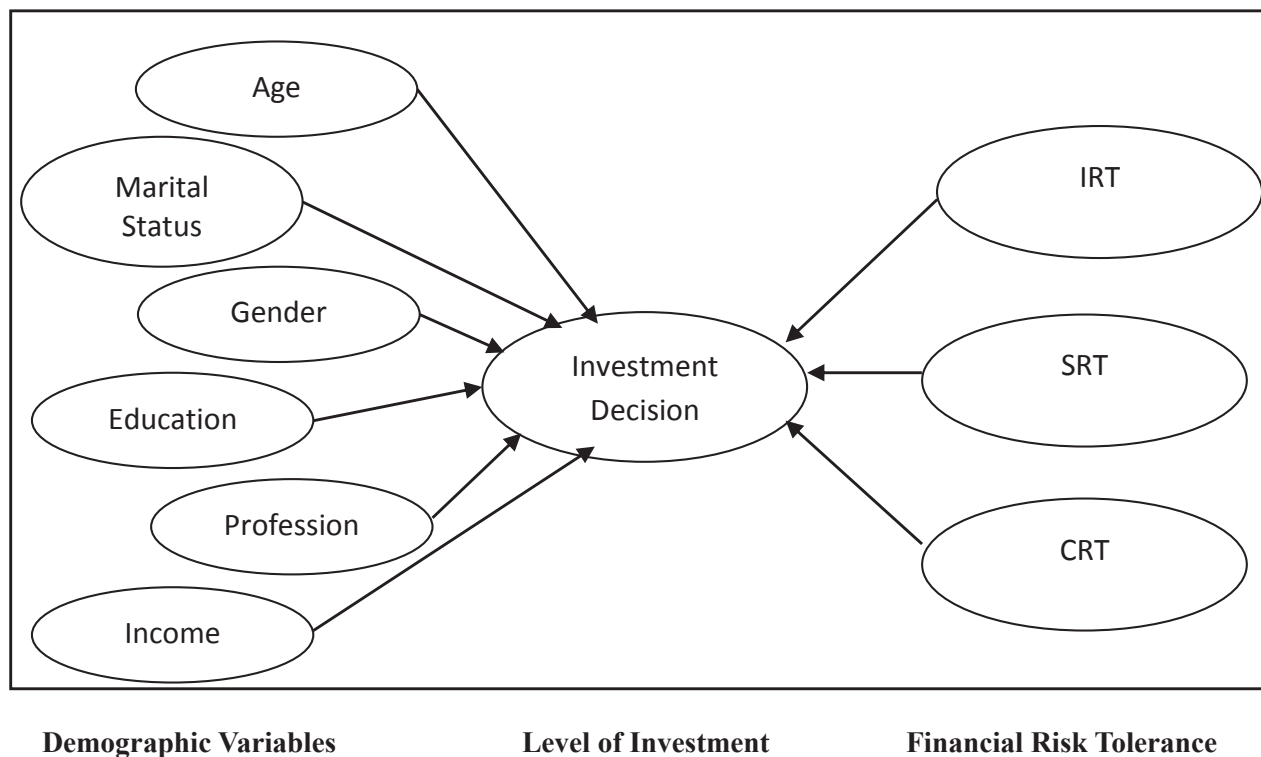 Age
Marital
Status
Gender
Education
Profession
Income
Investment
Decision
IRT
SRT
CRT
Demographic Variables
Level of Investment
Financial Risk Tolerance